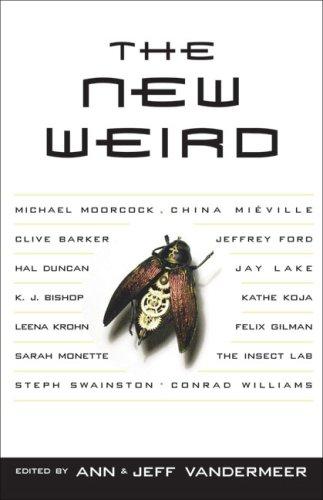 THE
NEW
WEIRD
MICHAEL MOORCOCK, CHINA MIÉVILLE
CLIVE BARKER JEFFREY FORD
HAL DUNCAN JAY LAKE
K. J. BISHOP KATHE KOJA
LEENA KROHN FELIX GILMAN
SARAH MONETTE THE INSECT LAB
STEPH SWAINSTON · CONRAD WILLIAMS
EDITED BY ANN & JEFF VANDERMEER